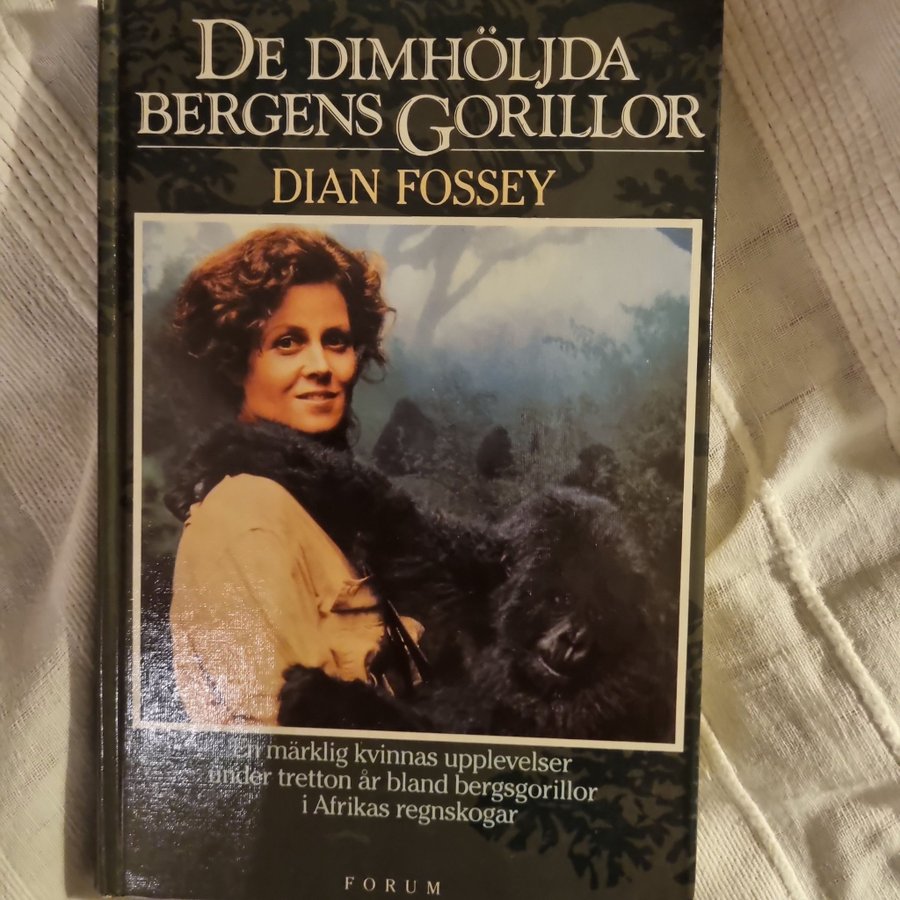 DE DIMHÖLJDA
BERGENS GORILLOR
DIAN FOSSEY
En märklig kvinnas upplevelser
under tretton år bland bergsgorillor
i Afrikas regnskogar
FORUM